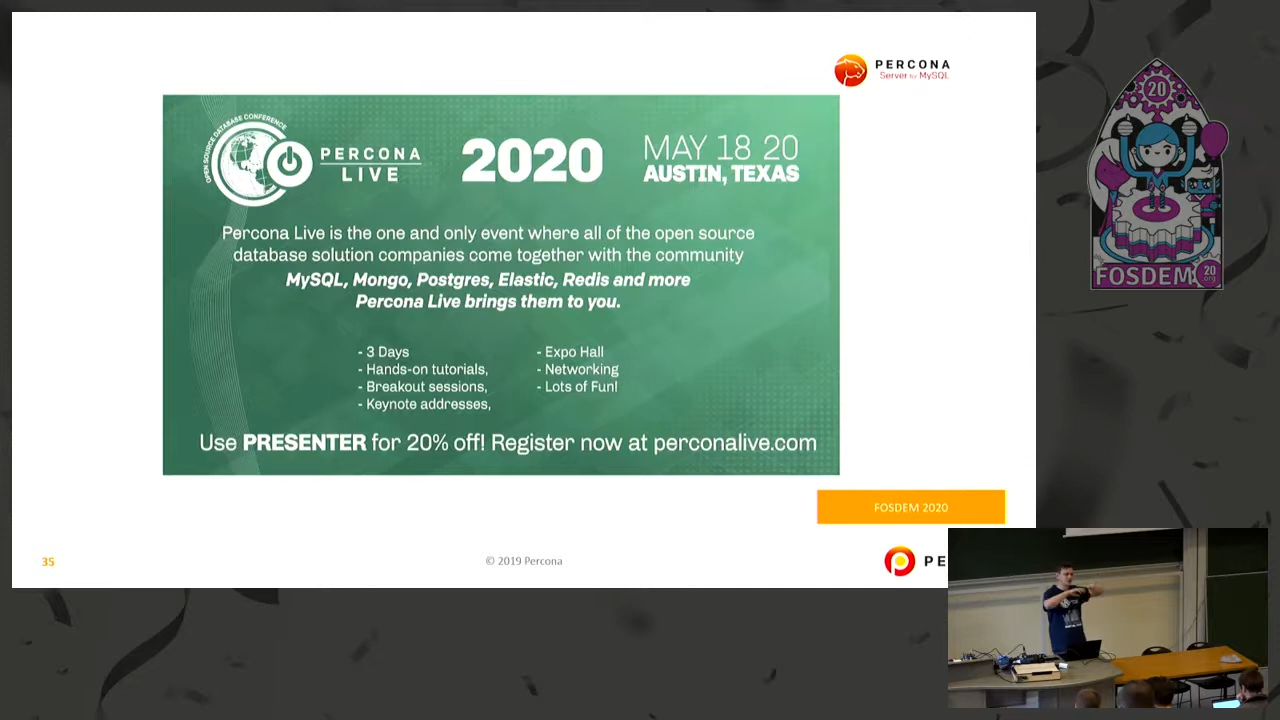 PERCONA
Server for MySQL
OPEN SOURCE DATABASE CONFERENCE
PERCONA
LIVE
2020
MAY 18 20
AUSTIN, TEXAS
Percona Live is the one and only event where all of the open source
database solution companies come together with the community
MySQL, Mongo, Postgres, Elastic, Redis and more
Percona Live brings them to you.
- 3 Days
- Hands-on tutorials,
- Breakout sessions,
- Keynote addresses,
- Expo Hall
- Networking
- Lots of Fun!
Use PRESENTER for 20% off! Register now at perconalive.com
FOSDEM 2020
35
© 2019 Percona
PE
20
FOSDEM
20
.org